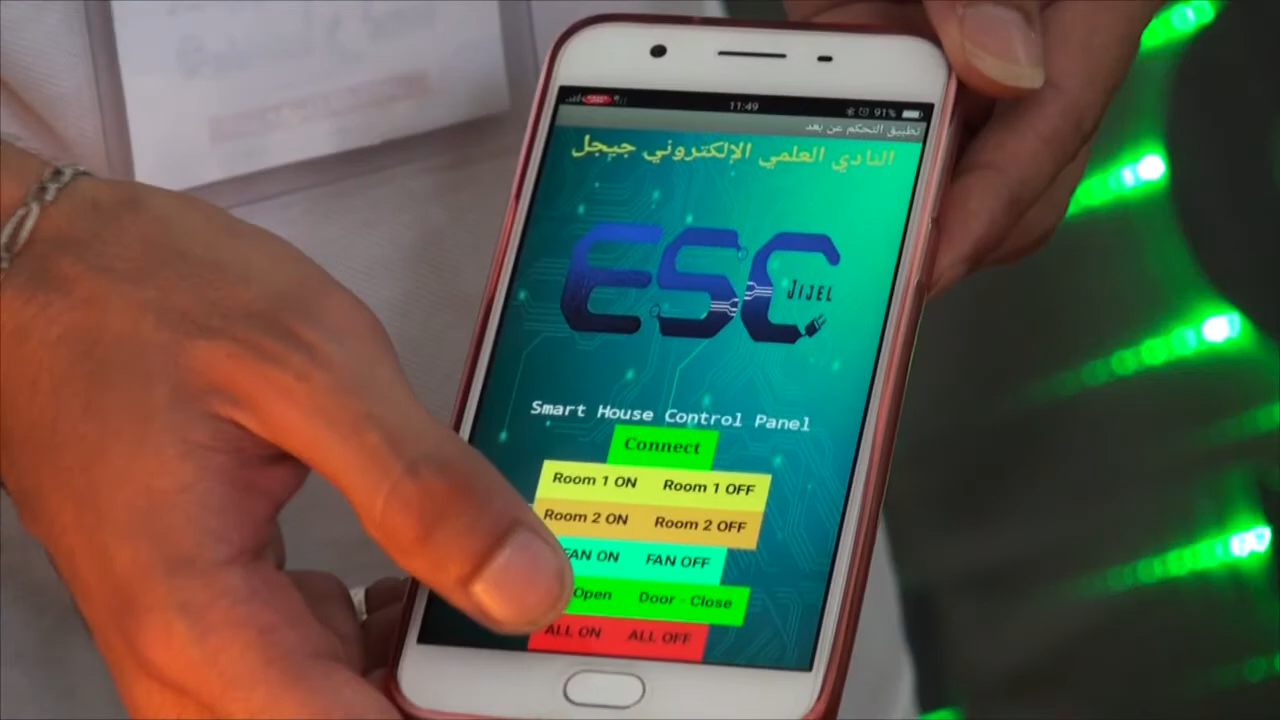 11:49 91%
تطبيق التحكم عن بعد
النادي العلمي الإلكتروني جيجل
ESC JIJEL
Smart House Control Panel
Connect
Room 1 ON Room 1 OFF
Room 2 ON Room 2 OFF
FAN ON FAN OFF
Open Door - Close
ALL ON ALL OFF